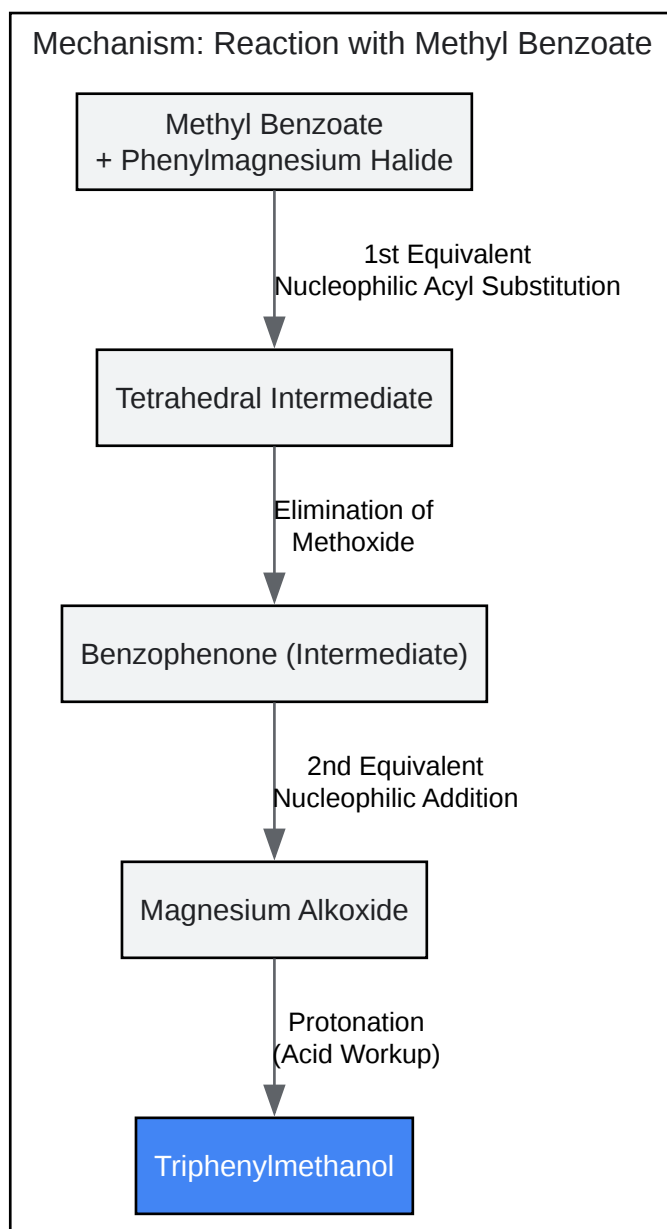 Mechanism: Reaction with Methyl Benzoate
Methyl Benzoate
+ Phenylmagnesium Halide
1st Equivalent
Nucleophilic Acyl Substitution
Tetrahedral Intermediate
Elimination of
Methoxide
Benzophenone (Intermediate)
2nd Equivalent
Nucleophilic Addition
Magnesium Alkoxide
Protonation
(Acid Workup)
Triphenylmethanol